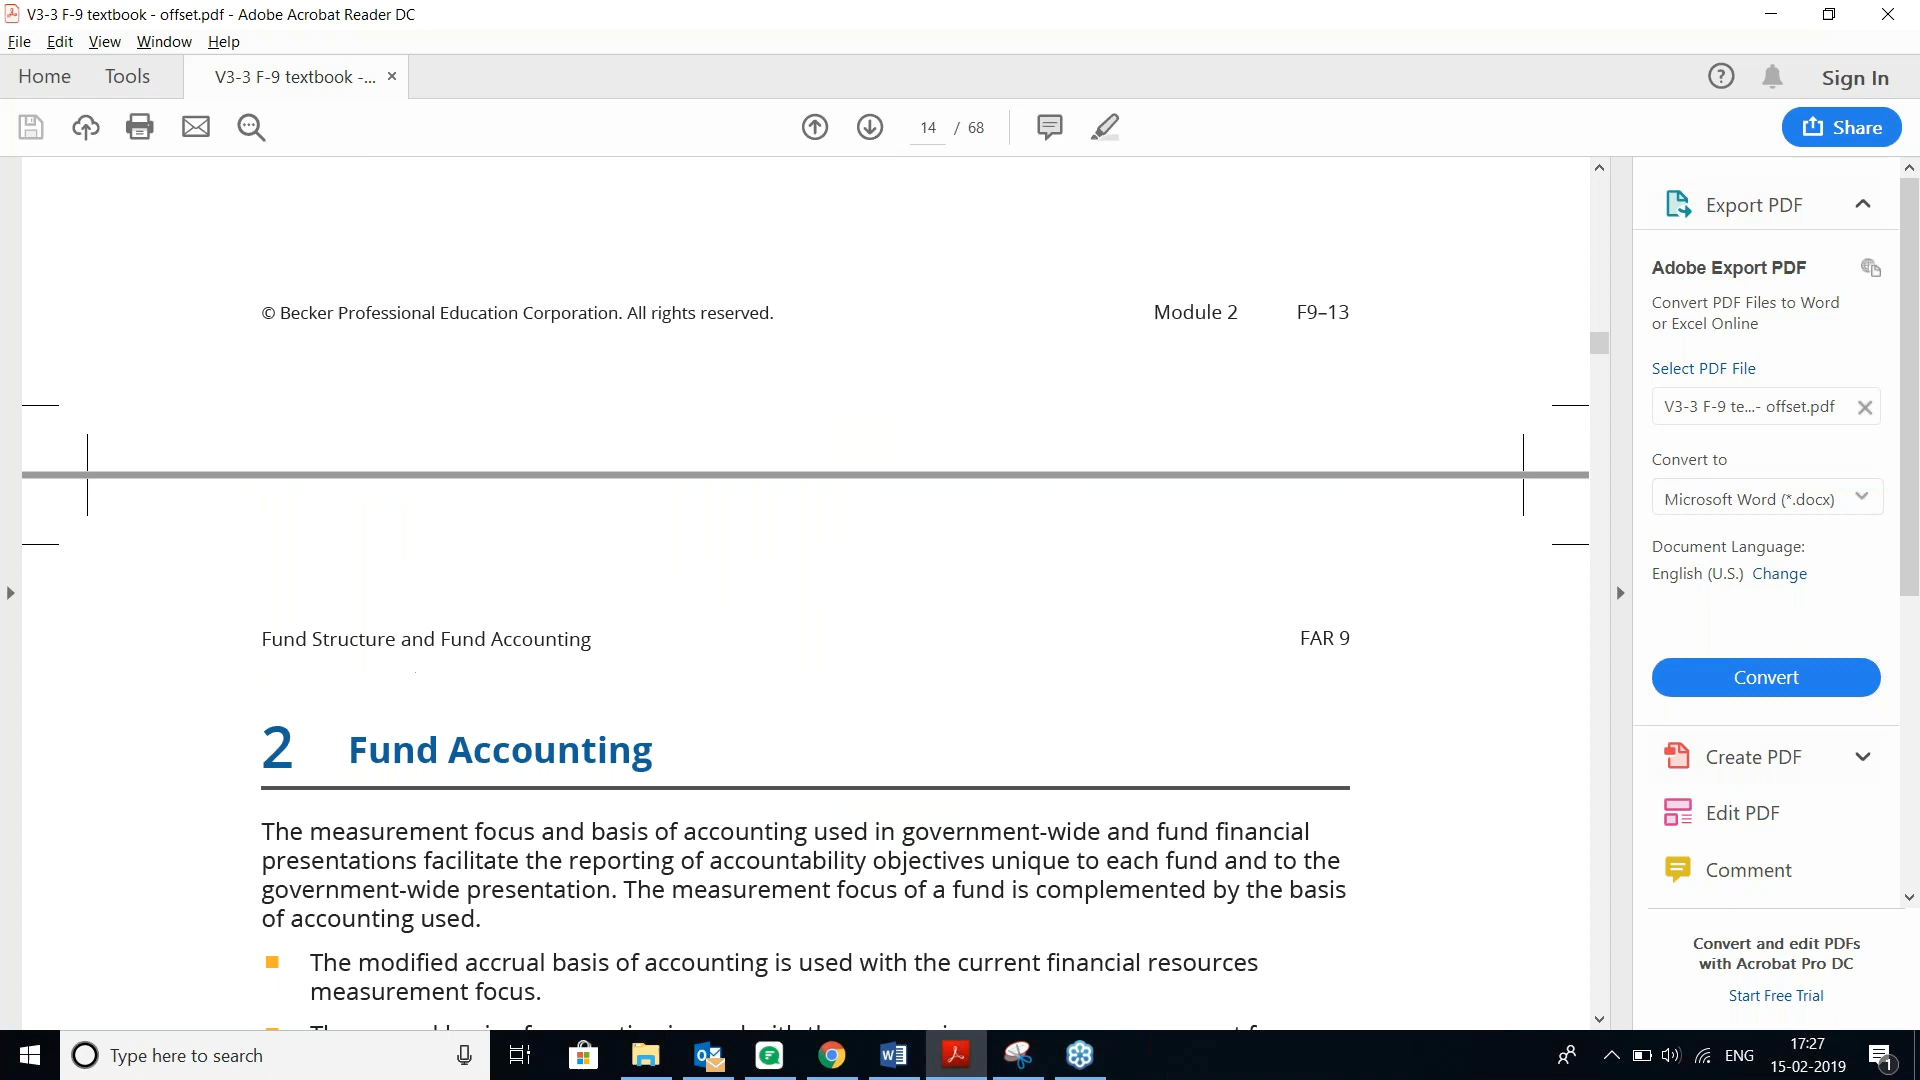 V3-3 F-9 textbook - offset.pdf - Adobe Acrobat Reader DC
File Edit View Window Help
Home Tools V3-3 F-9 textbook -... ×
Sign In
14 / 68
Share
© Becker Professional Education Corporation. All rights reserved. Module 2 F9–13
Fund Structure and Fund Accounting FAR 9
2 Fund Accounting
The measurement focus and basis of accounting used in government-wide and fund financial
presentations facilitate the reporting of accountability objectives unique to each fund and to the
government-wide presentation. The measurement focus of a fund is complemented by the basis
of accounting used.
The modified accrual basis of accounting is used with the current financial resources
measurement focus.
Export PDF
Adobe Export PDF
Convert PDF Files to Word
or Excel Online
Select PDF File
V3-3 F-9 te...- offset.pdf
Convert to
Microsoft Word (*.docx)
Document Language:
English (U.S.) Change
Convert
Create PDF
Edit PDF
Comment
Convert and edit PDFs
with Acrobat Pro DC
Start Free Trial
Type here to search
ENG
17:27
15-02-2019
1